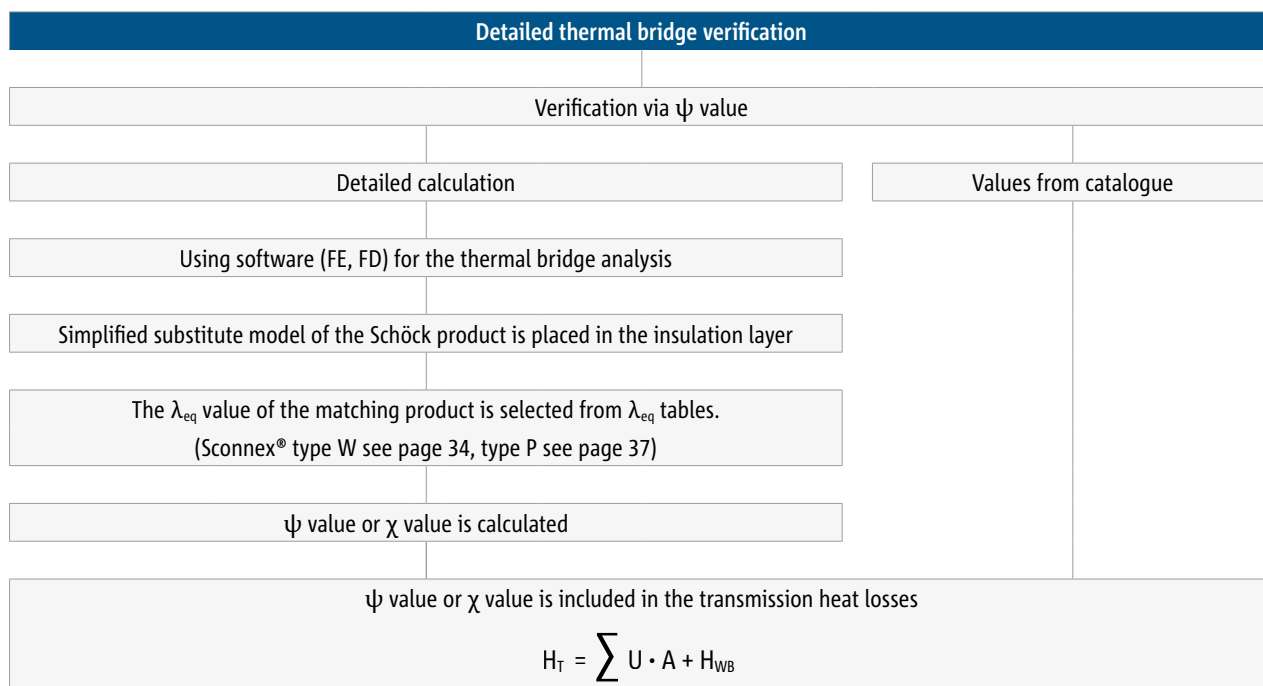 Detailed thermal bridge verification
Verification via ψ value
Detailed calculation
Values from catalogue
Using software (FE, FD) for the thermal bridge analysis
Simplified substitute model of the Schöck product is placed in the insulation layer
The λeq value of the matching product is selected from λeq tables.
(Sconnex® type W see page 34, type P see page 37)
ψ value or χ value is calculated
ψ value or χ value is included in the transmission heat losses
HT = ∑ U · A + HWB